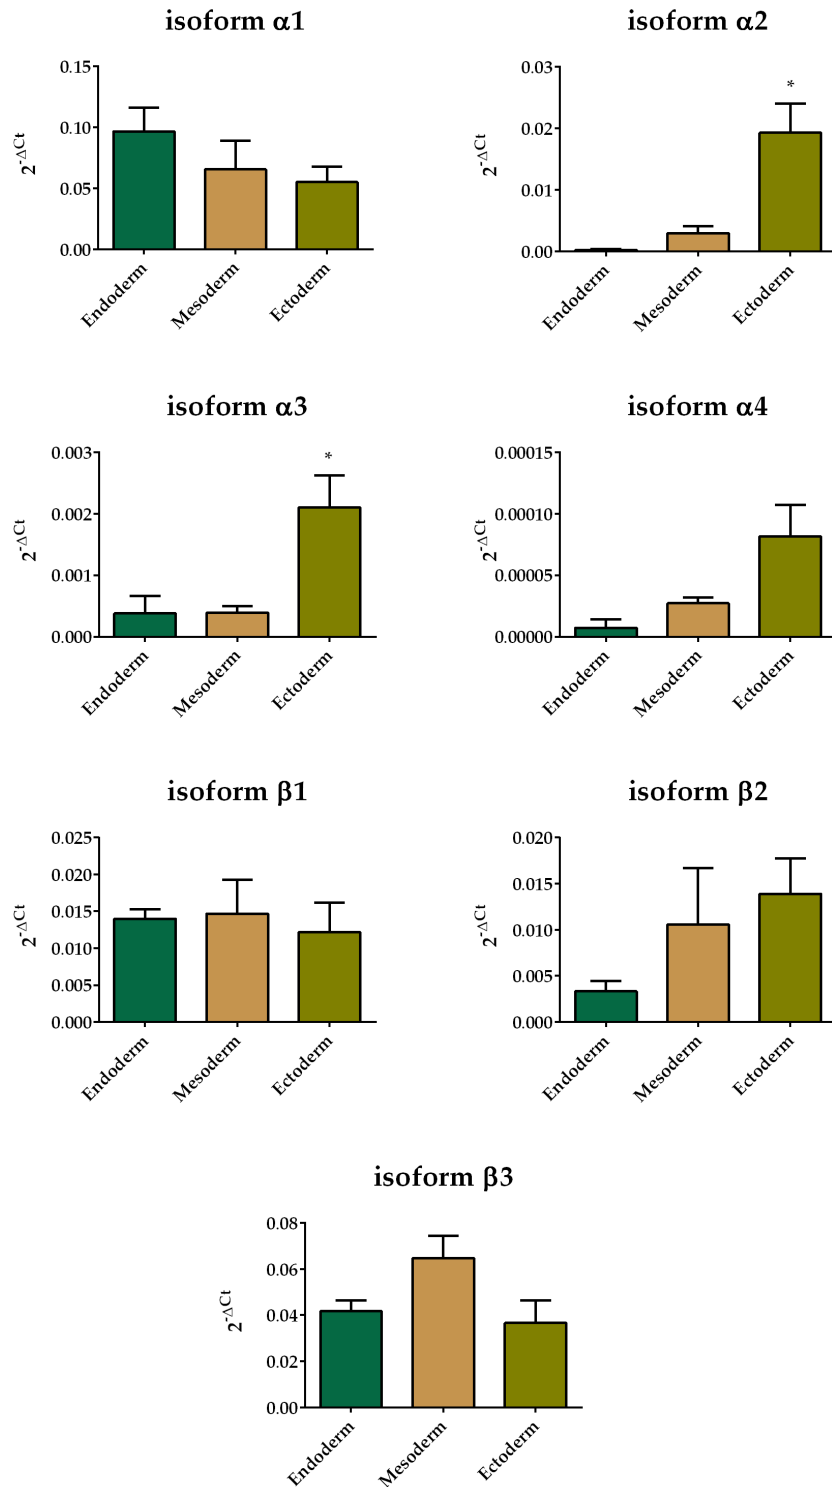 isoform α1
2^-ΔCt
0.15
0.10
0.05
0.00
Endoderm
Mesoderm
Ectoderm
isoform α2
2^-ΔCt
0.03
0.02
0.01
0.00
*
Endoderm
Mesoderm
Ectoderm
isoform α3
2^-ΔCt
0.003
0.002
0.001
0.000
*
Endoderm
Mesoderm
Ectoderm
isoform α4
2^-ΔCt
0.00015
0.00010
0.00005
0.00000
Endoderm
Mesoderm
Ectoderm
isoform β1
2^-ΔCt
0.025
0.020
0.015
0.010
0.005
0.000
Endoderm
Mesoderm
Ectoderm
isoform β2
2^-ΔCt
0.020
0.015
0.010
0.005
0.000
Endoderm
Mesoderm
Ectoderm
isoform β3
2^-ΔCt
0.08
0.06
0.04
0.02
0.00
Endoderm
Mesoderm
Ectoderm